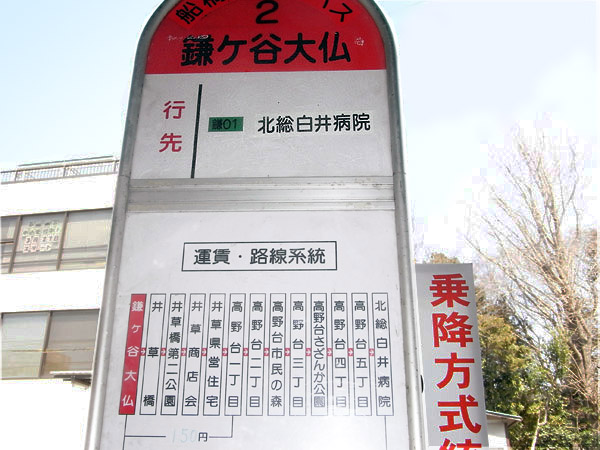 2
鎌ケ谷大仏
行先
鎌01 北総白井病院
運賃・路線系統
鎌ヶ谷大仏
井草橋
井草橋第二公園
井草商店会
井草県営住宅
高野台一丁目
高野台二丁目
高野台市民の森
高野台三丁目
高野台さざんか公園
高野台四丁目
高野台五丁目
北総白井病院
150円
乗降方式統